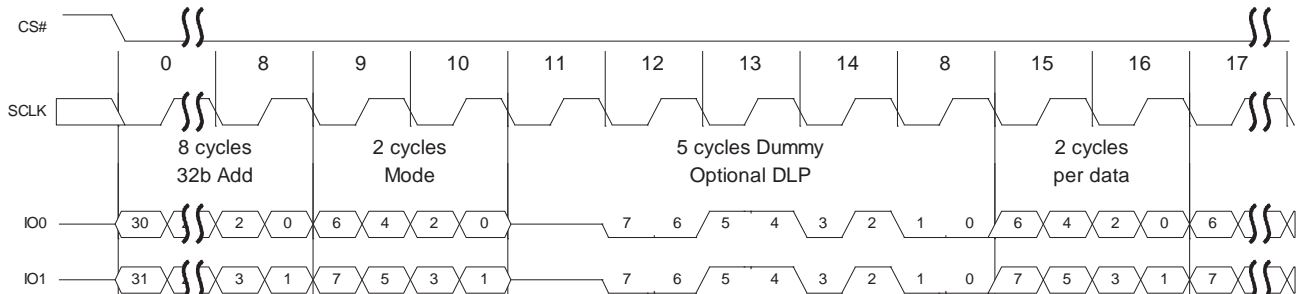 CS#
0 8 9 10 11 12 13 14 8 15 16 17
SCLK
8 cycles 2 cycles 5 cycles Dummy 2 cycles
32b Add Mode Optional DLP per data
IO0 30 2 0 6 4 2 0 7 6 5 4 3 2 1 0 6 4 2 0 6
IO1 31 3 1 7 5 3 1 7 6 5 4 3 2 1 0 7 5 3 1 7